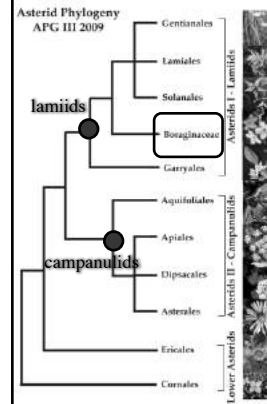 Asterid Phylogeny
APG III 2009
Gentianales
Lamiales
lamiids
Solanales
Boraginaceae
Garryales
Asterids I - Lamiids
Aquifoliales
Apiales
campanulids
Dipsacales
Asterales
Asterids II - Campanulids
Ericales
Cornales
Lower Asterids